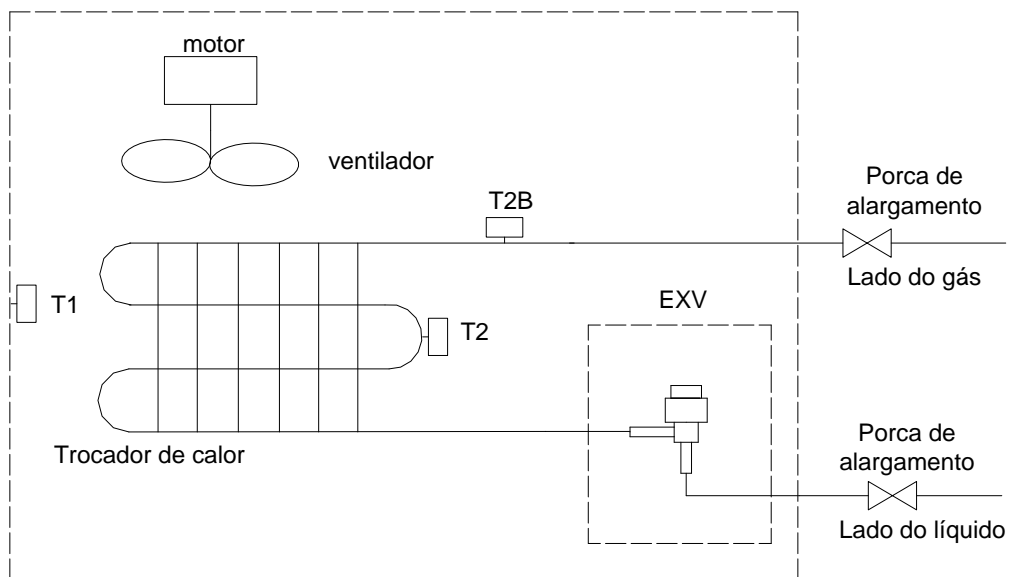 motor
ventilador
T2B
Porca de
alargamento
Lado do gás
T1
EXV
T2
Trocador de calor
Porca de
alargamento
Lado do líquido